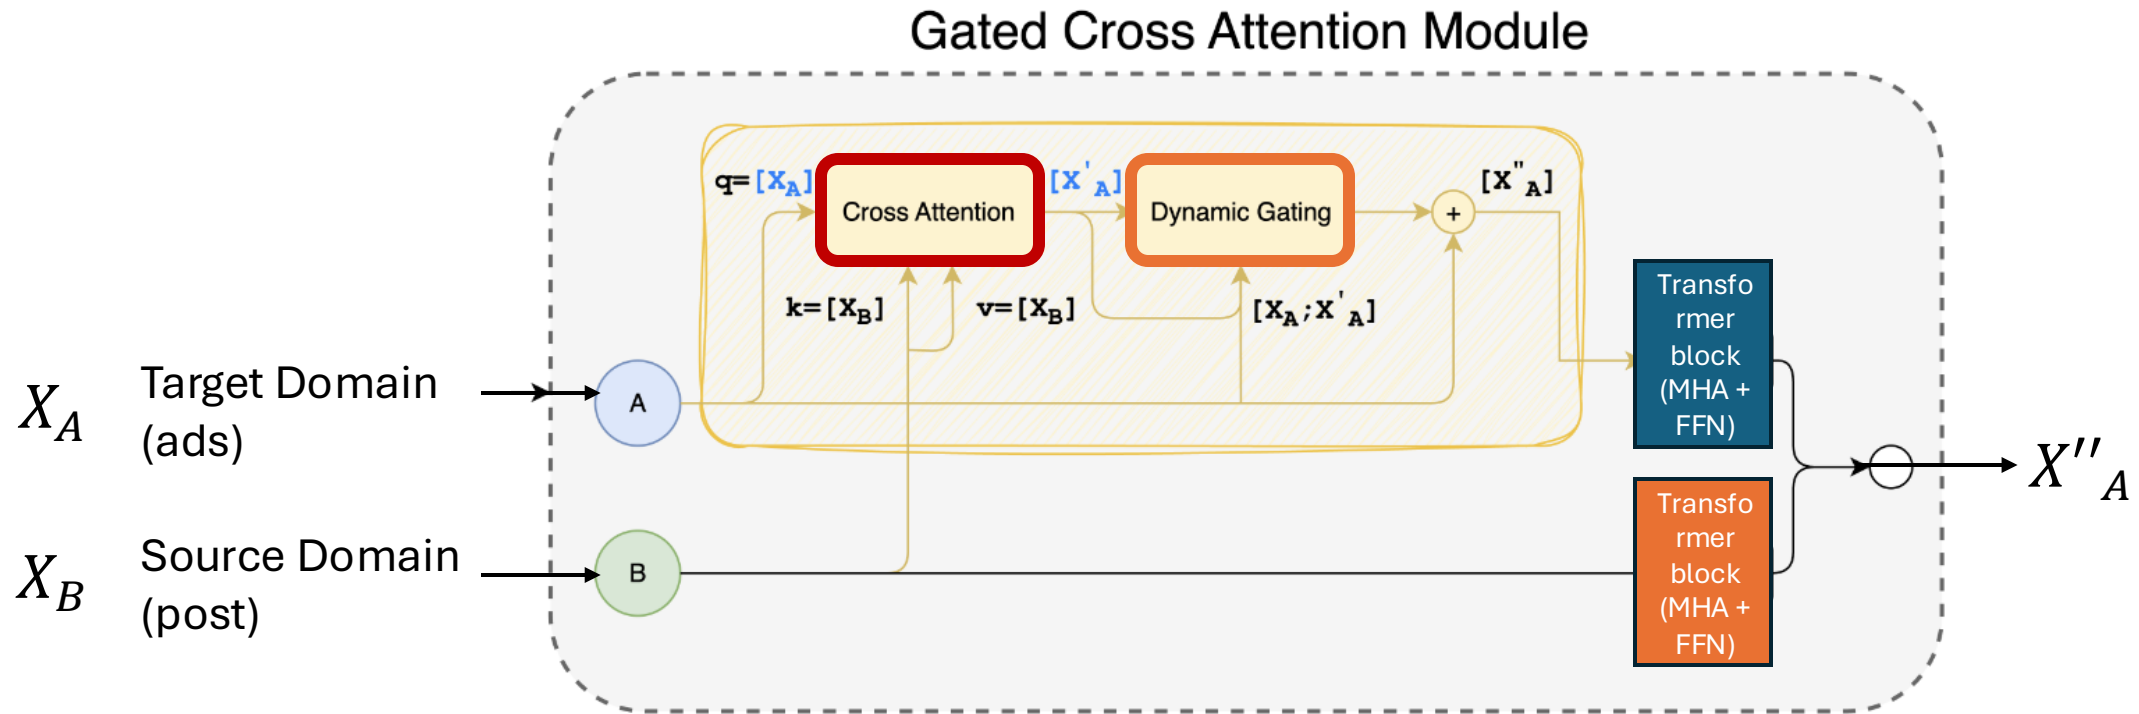 Gated Cross Attention Module
q=[XA]
Cross Attention
[X'A]
Dynamic Gating
+
[X"A]
k=[XB]
v=[XB]
[XA;X'A]
XA
Target Domain
(ads)
A
Transfo
rmer
block
(MHA +
FFN)
X″A
XB
Source Domain
(post)
B
Transfo
rmer
block
(MHA +
FFN)